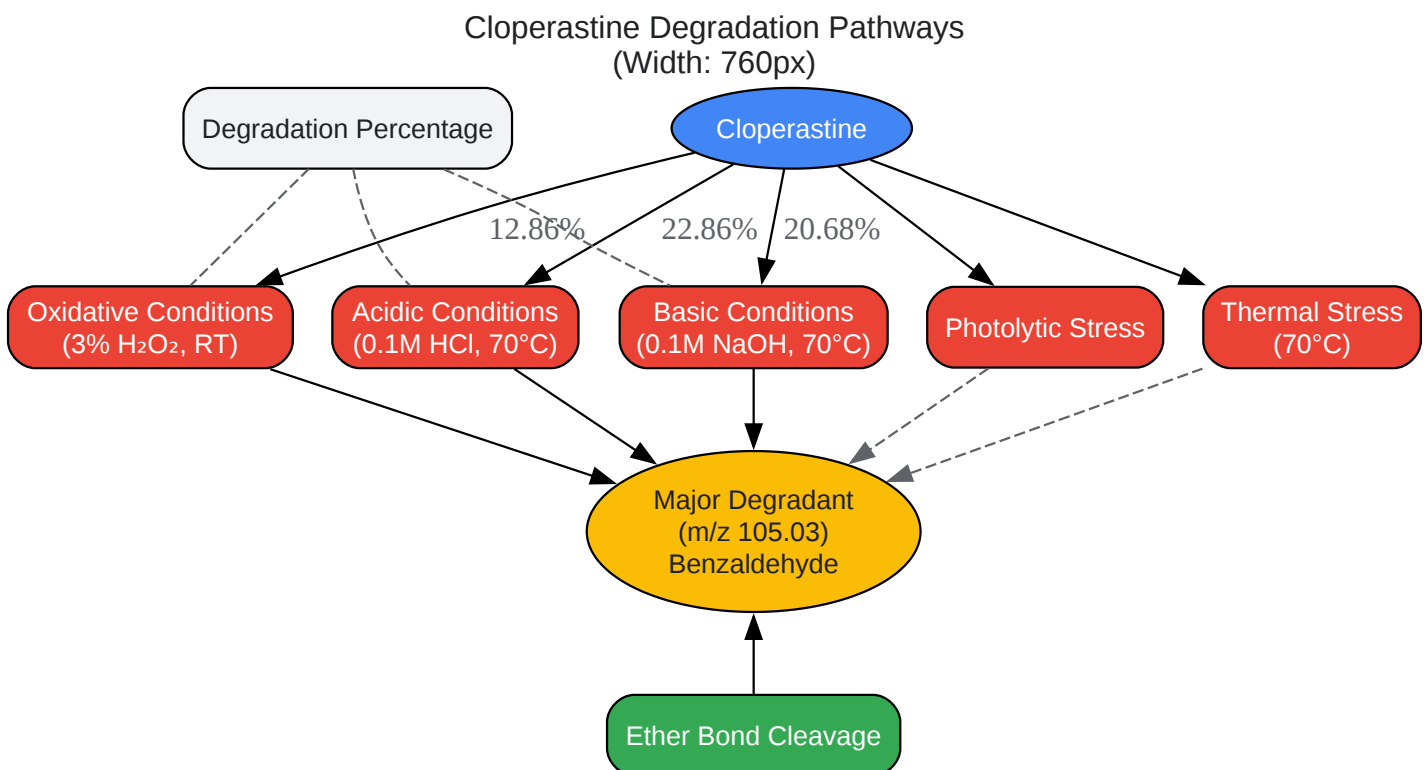 Cloperastine Degradation Pathways
(Width: 760px)
Degradation Percentage
Cloperastine
12.86%
22.86%
20.68%
Oxidative Conditions
(3% H₂O₂, RT)
Acidic Conditions
(0.1M HCl, 70°C)
Basic Conditions
(0.1M NaOH, 70°C)
Photolytic Stress
Thermal Stress
(70°C)
Major Degradant
(m/z 105.03)
Benzaldehyde
Ether Bond Cleavage